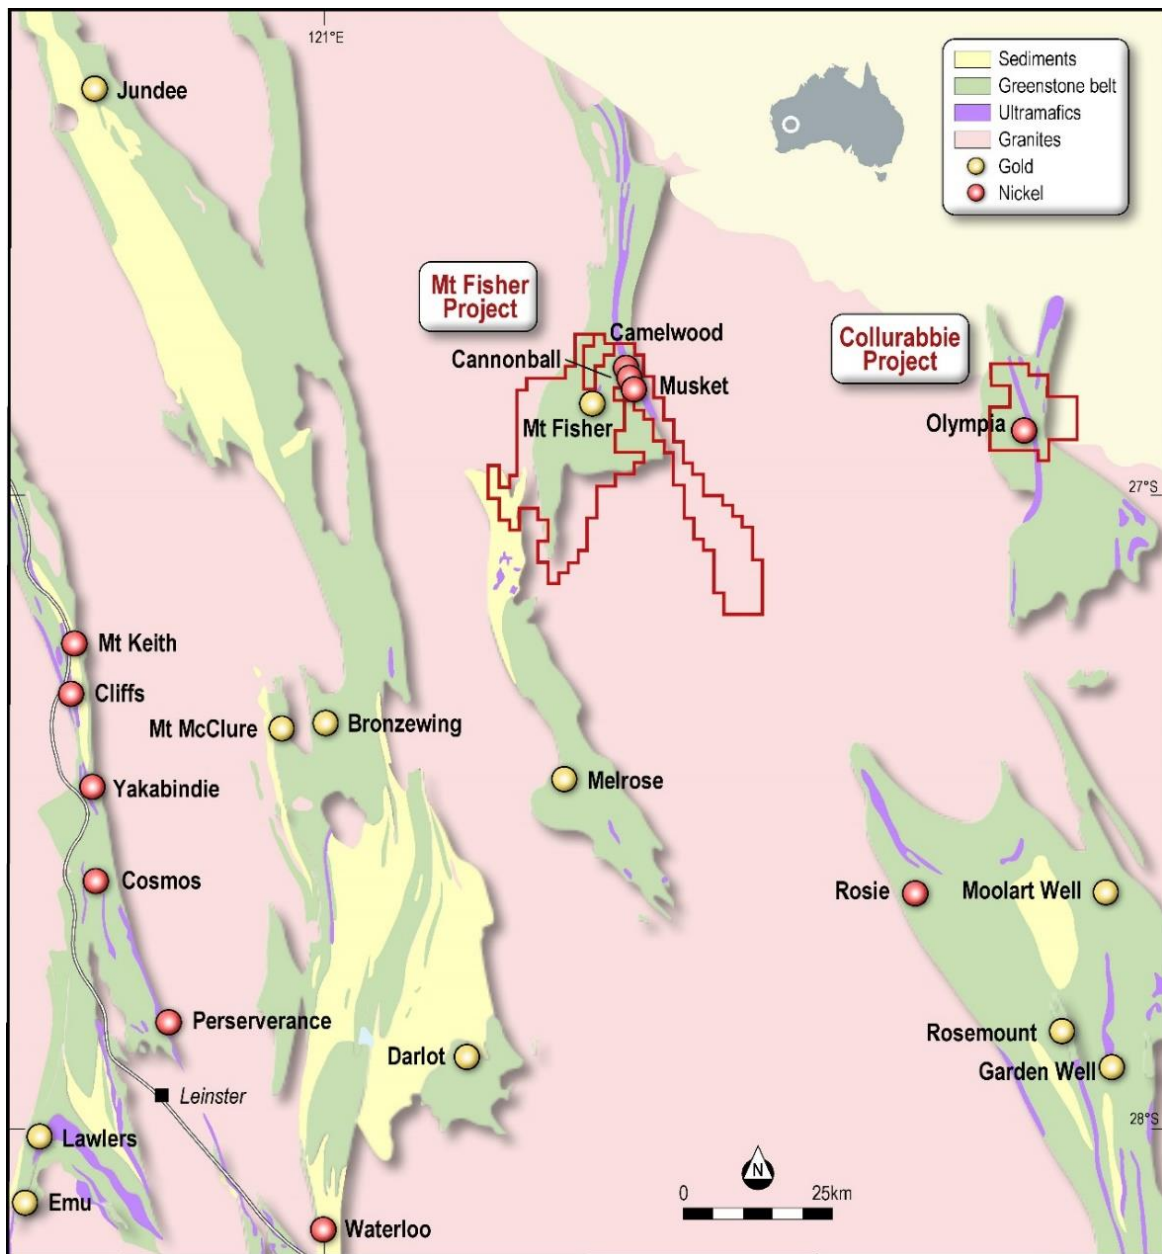 121°E
Sediments
Greenstone belt
Ultramafics
Granites
Gold
Nickel
Jundee
Mt Fisher
Project
Camelwood
Cannonball
Musket
Mt Fisher
Collurabbie
Project
Olympia
27°S
Mt Keith
Cliffs
Mt McClure
Bronzewing
Yakabindie
Melrose
Cosmos
Rosie
Moolart Well
Perserverance
Rosemount
Darlot
Garden Well
Leinster
Lawlers
28°S
Emu
N
0
25km
Waterloo